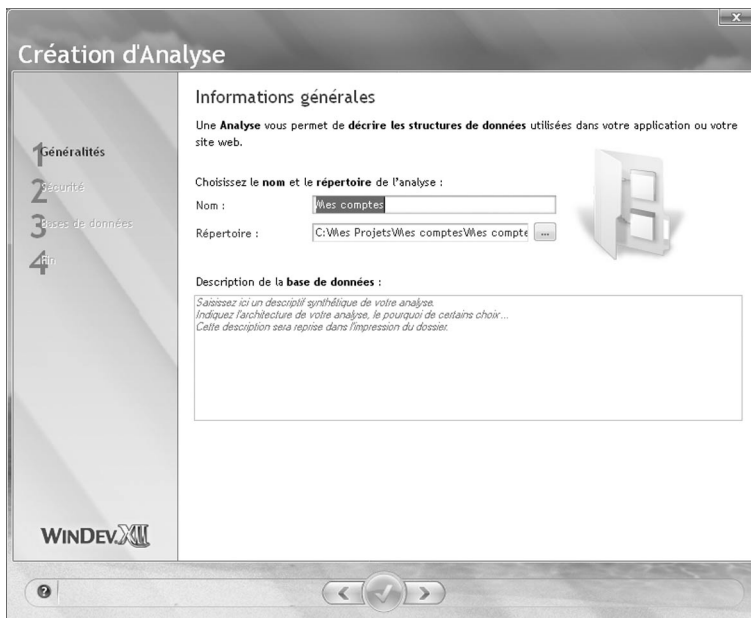 Création d'Analyse
x
1 Généralités
2 Sécurité
3 Bases de données
4 Fin
Informations générales
Une Analyse vous permet de décrire les structures de données utilisées dans votre application ou votre
site web.
Choisissez le nom et le répertoire de l'analyse :
Nom :
Mes comptes
Répertoire :
C:\Mes Projets\Mes comptes\Mes compte
...
Description de la base de données :
Saisissez ici un descriptif synthétique de votre analyse.
Indiquez l'architecture de votre analyse, le pourquoi de certains choix ...
Cette description sera reprise dans l'impression du dossier.
WINDEV XII
?